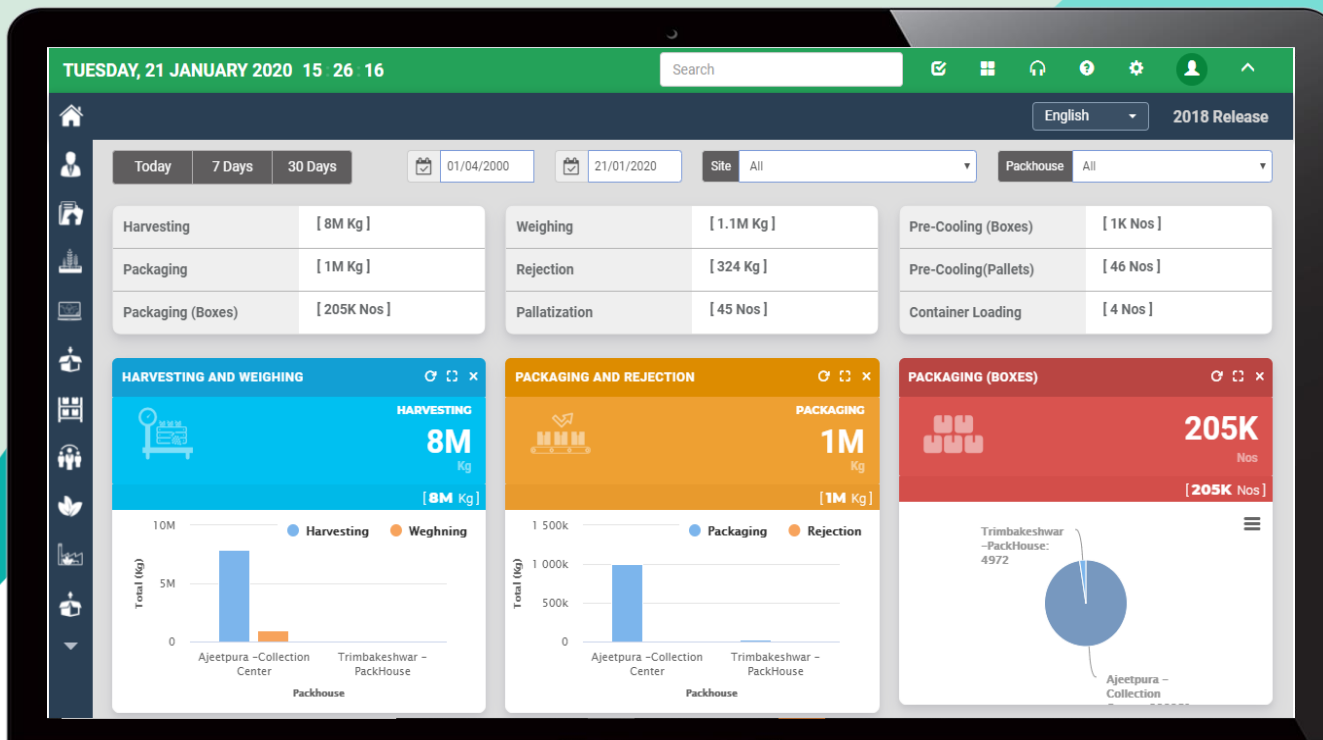 TUESDAY, 21 JANUARY 2020 15:26:16
Search
English
2018 Release
Today 7 Days 30 Days
01/04/2000
21/01/2020
Site All
Packhouse All
Harvesting [ 8M Kg ]
Packaging [ 1M Kg ]
Packaging (Boxes) [ 205K Nos ]
Weighing [ 1.1M Kg ]
Rejection [ 324 Kg ]
Pallatization [ 45 Nos ]
Pre-Cooling (Boxes) [ 1K Nos ]
Pre-Cooling(Pallets) [ 46 Nos ]
Container Loading [ 4 Nos ]
HARVESTING AND WEIGHING
HARVESTING
8M
Kg
[ 8M Kg ]
10M
Harvesting Weghning
5M
0
Total (Kg)
Ajeetpura –Collection
Center
Trimbakeshwar –
PackHouse
Packhouse
PACKAGING AND REJECTION
PACKAGING
1M
Kg
[ 1M Kg ]
1 500k
Packaging Rejection
1 000k
500k
0
Total (Kg)
Ajeetpura –Collection
Center
Trimbakeshwar –
PackHouse
Packhouse
PACKAGING (BOXES)
205K
Nos
[ 205K Nos ]
Trimbakeshwar
–PackHouse:
4972
Ajeetpura –
Collection